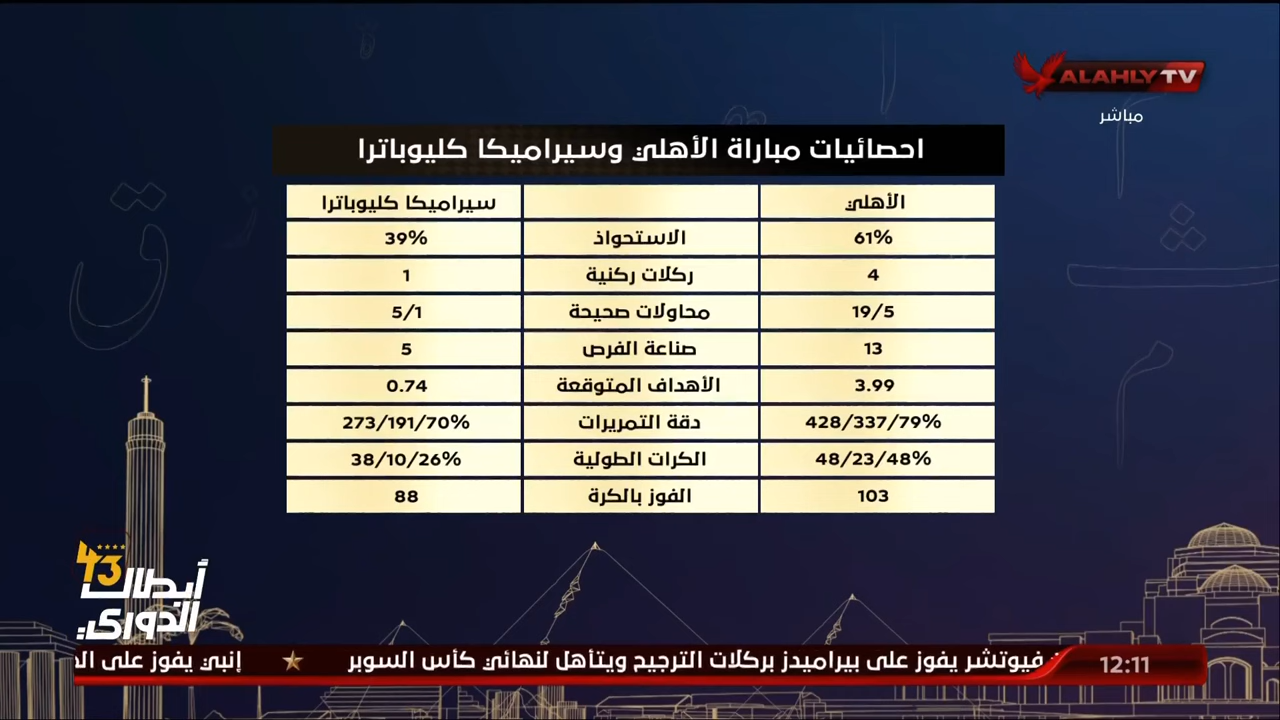 ALAHLY TV
مباشر
احصائيات مباراة الأهلي وسيراميكا كليوباترا
الأهلي سيراميكا كليوباترا
61% الاستحواذ 39%
4 ركلات ركنية 1
19/5 محاولات صحيحة 5/1
13 صناعة الفرص 5
3.99 الأهداف المتوقعة 0.74
428/337/79% دقة التمريرات 273/191/70%
48/23/48% الكرات الطولية 38/10/26%
103 الفوز بالكرة 88
43
أبطال
الدوري
12:11
فيوتشر يفوز على بيراميدز بركلات الترجيح ويتأهل لنهائي كأس السوبر ★ إنبي يفوز على